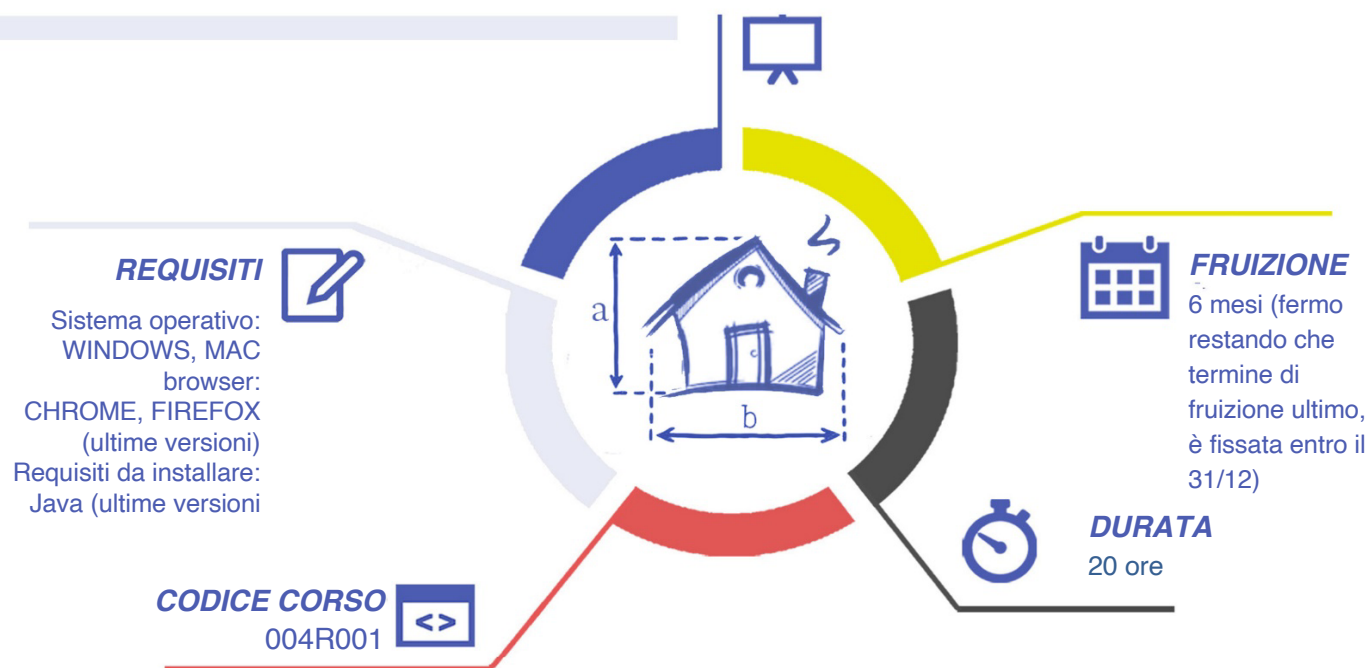 REQUISITI
Sistema operativo:
WINDOWS, MAC
browser:
CHROME, FIREFOX
(ultime versioni)
Requisiti da installare:
Java (ultime versioni
a
b
FRUIZIONE
6 mesi (fermo
restando che
termine di
fruizione ultimo,
è fissata entro il
31/12)
DURATA
20 ore
CODICE CORSO
<>
004R001